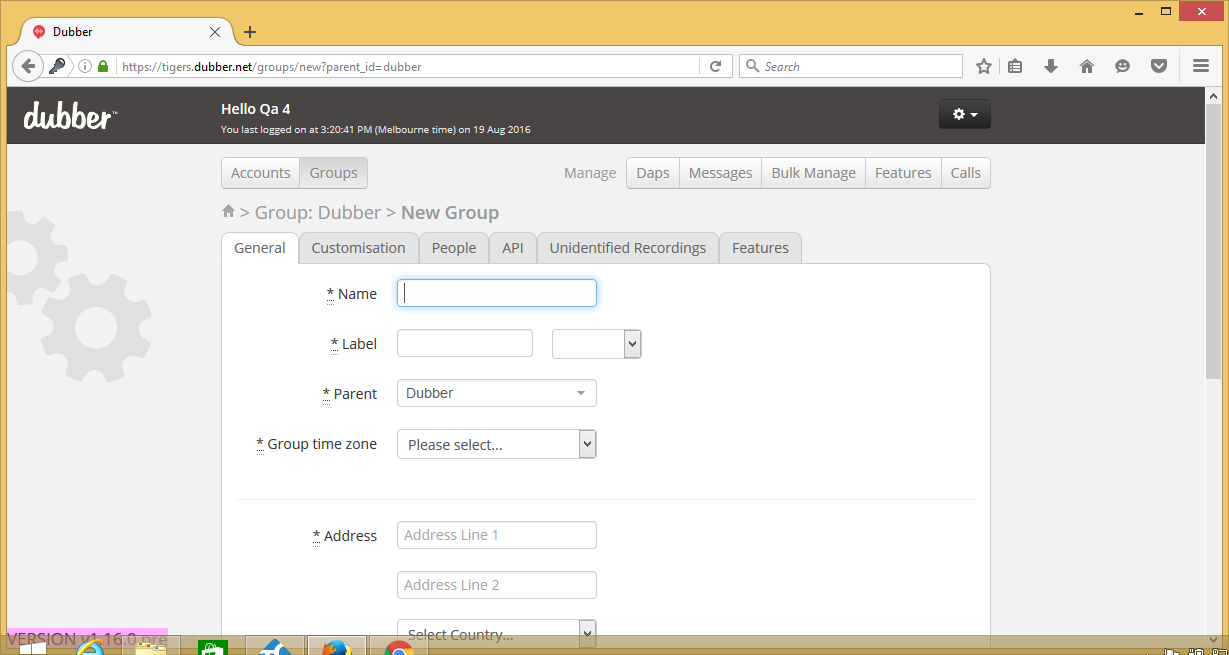 Dubber
https://tigers.dubber.net/groups/new?parent_id=dubber
Search
dubber™
Hello Qa 4
You last logged on at 3:20:41 PM (Melbourne time) on 19 Aug 2016
Accounts Groups Manage Daps Messages Bulk Manage Features Calls
> Group: Dubber > New Group
General Customisation People API Unidentified Recordings Features
* Name
* Label
* Parent Dubber
* Group time zone Please select...
* Address Address Line 1
Address Line 2
Select Country...
VERSION v1.16.0.pre